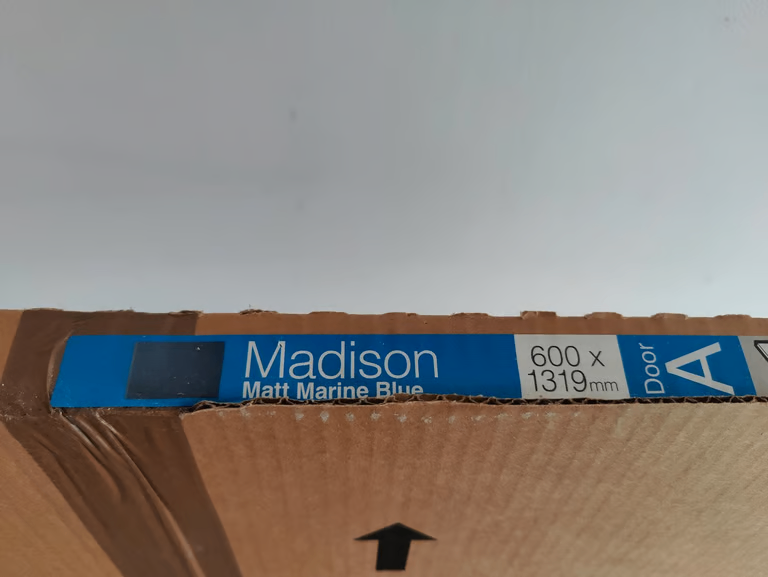 Madison
Matt Marine Blue
600 x
1319mm
Door
A